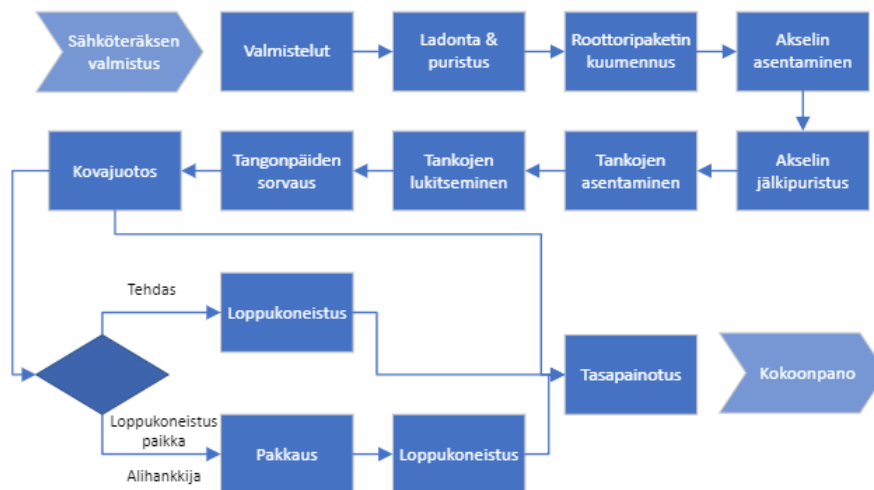 Sähköteräksen
valmistus
Valmistelut
Ladonta &
puristus
Roottoripaketin
kuumennus
Akselin
asentaminen
Kovajuotos
Tangonpäiden
sorvaus
Tankojen
lukitseminen
Tankojen
asentaminen
Akselin
jälkipuristus
Tehdas
Loppukoneistus
Tasapainotus
Kokoonpano
Loppukoneistus
paikka
Alihankkija
Pakkaus
Loppukoneistus